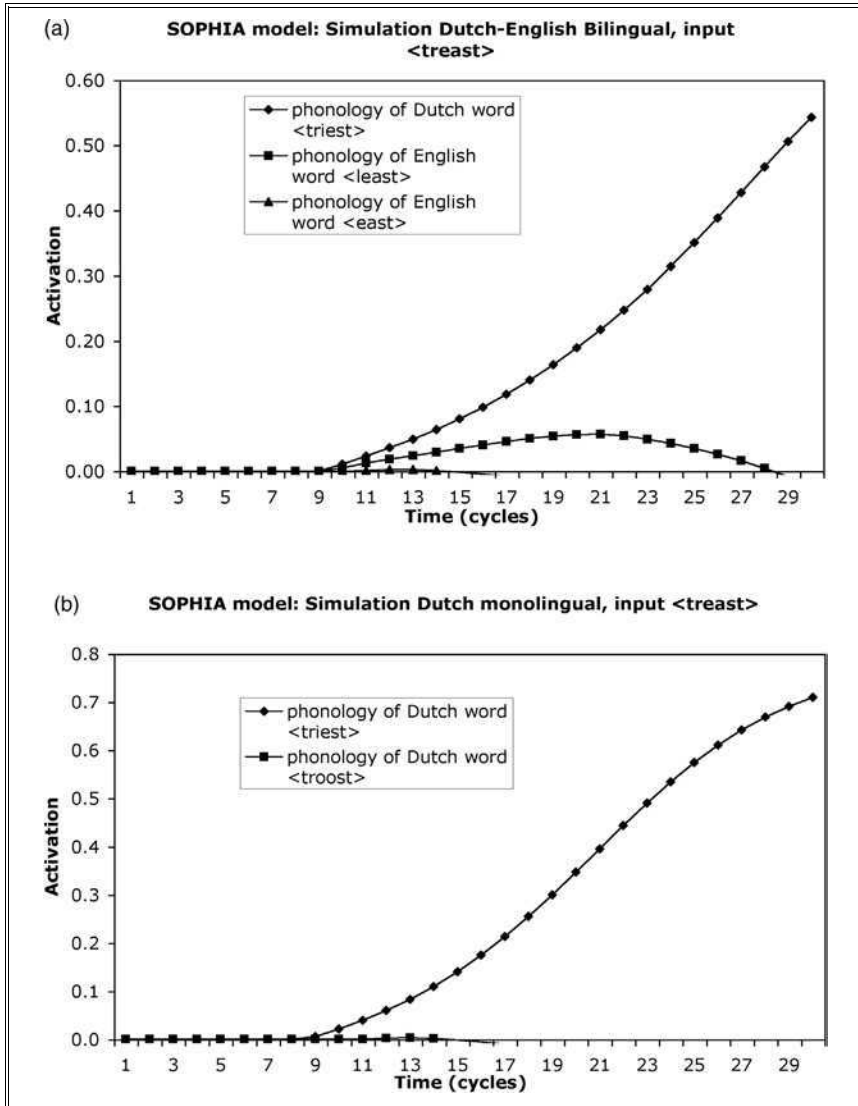 (a)
SOPHIA model: Simulation Dutch-English Bilingual, input
<treast>
0.60
0.50
0.40
0.30
0.20
0.10
0.00
Activation
phonology of Dutch word
<triest>
phonology of English
word <least>
phonology of English
word <east>
1 3 5 7 9 11 13 15 17 19 21 23 25 27 29
Time (cycles)
(b)
SOPHIA model: Simulation Dutch monolingual, input <treast>
0.8
0.7
0.6
0.5
0.4
0.3
0.2
0.1
0.0
Activation
phonology of Dutch word
<triest>
phonology of Dutch word
<troost>
1 3 5 7 9 11 13 15 17 19 21 23 25 27 29
Time (cycles)